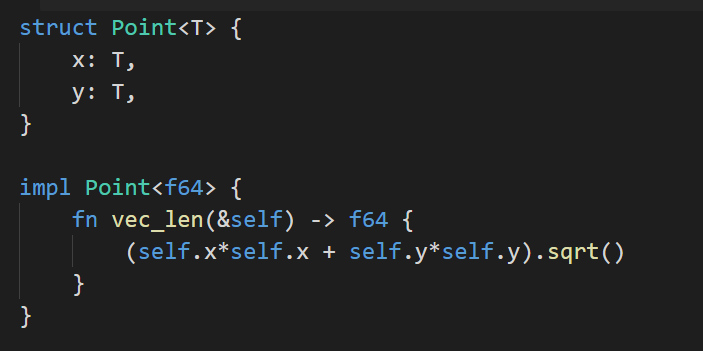 struct Point<T> {
    x: T,
    y: T,
}

impl Point<f64> {
    fn vec_len(&self) -> f64 {
        (self.x*self.x + self.y*self.y).sqrt()
    }
}